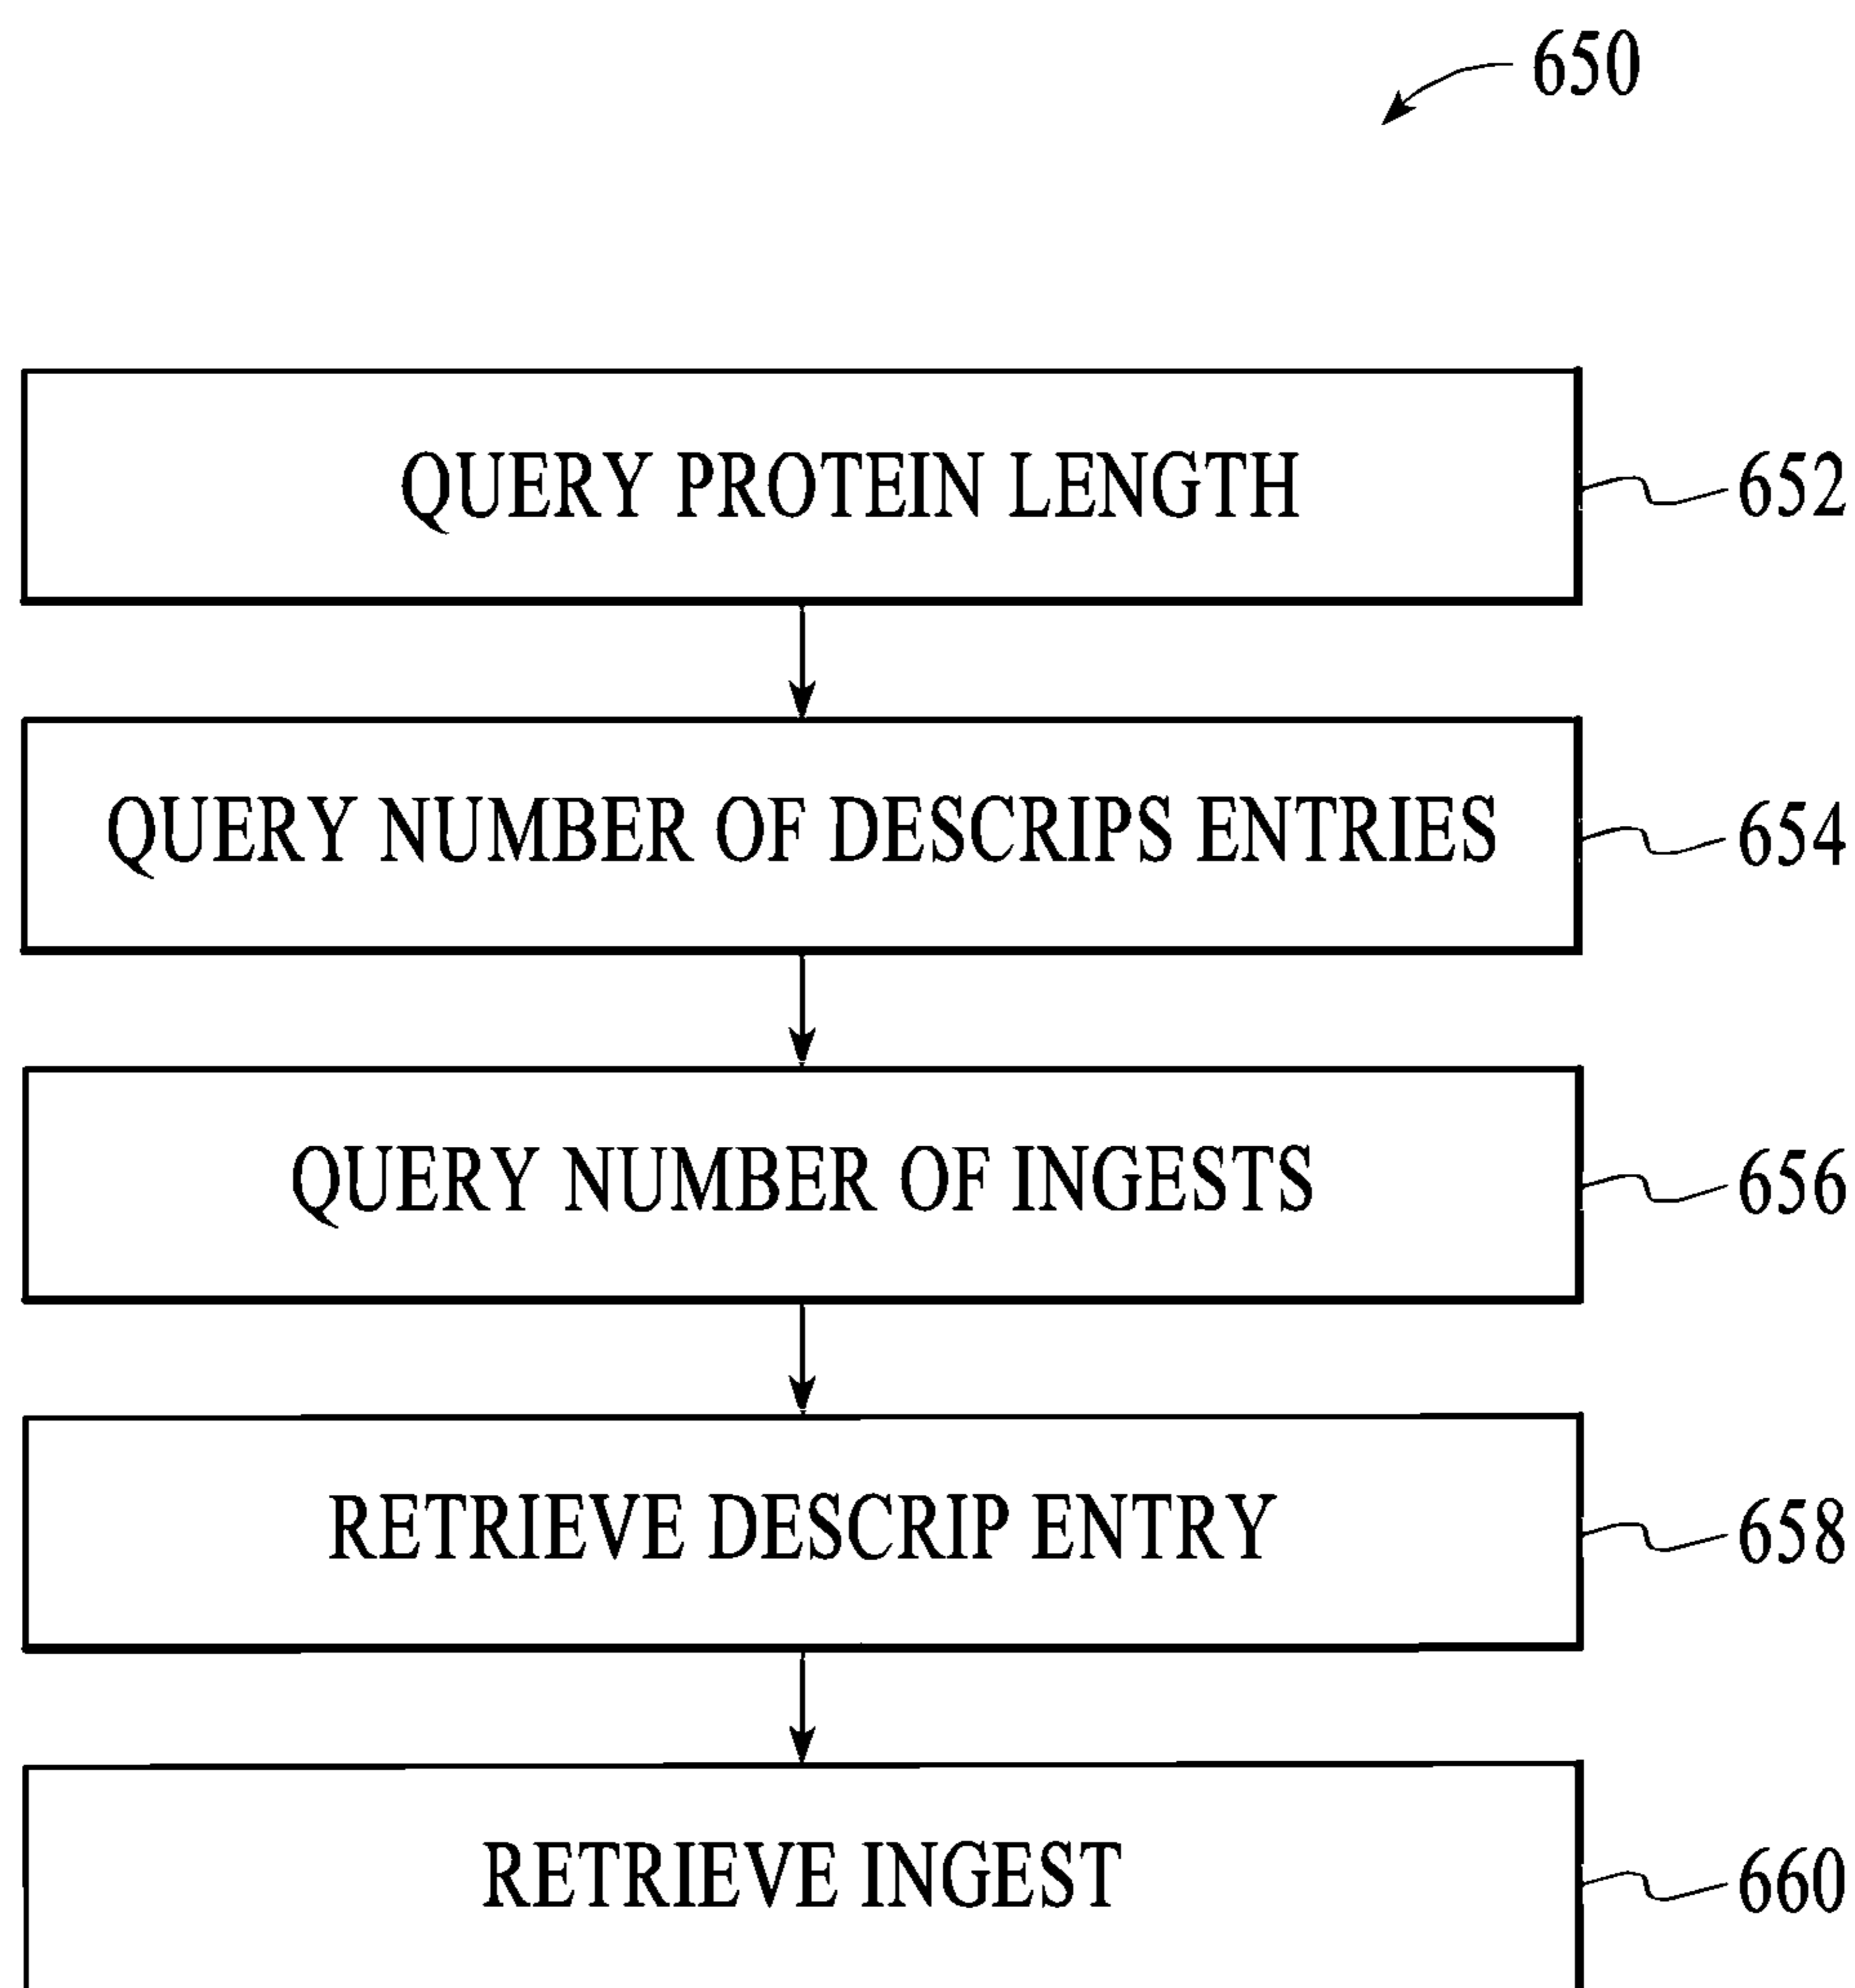 650
QUERY PROTEIN LENGTH
652
QUERY NUMBER OF DESCRIPS ENTRIES
654
QUERY NUMBER OF INGESTS
656
RETRIEVE DESCRIP ENTRY
658
RETRIEVE INGEST
660